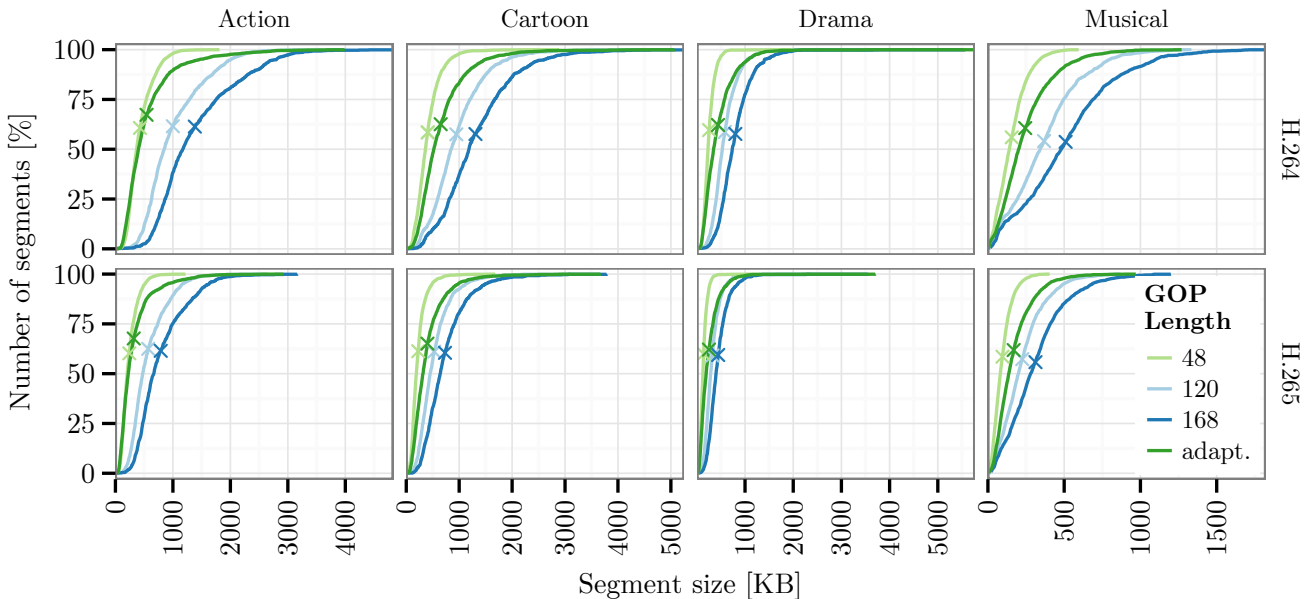 Action Cartoon Drama Musical
Number of segments [%]
100
75
50
25
0
H.264
100
75
50
25
0
H.265
GOP
Length
48
120
168
adapt.
0 1000 2000 3000 4000
0 1000 2000 3000 4000 5000
0 1000 2000 3000 4000 5000
0 500 1000 1500
Segment size [KB]